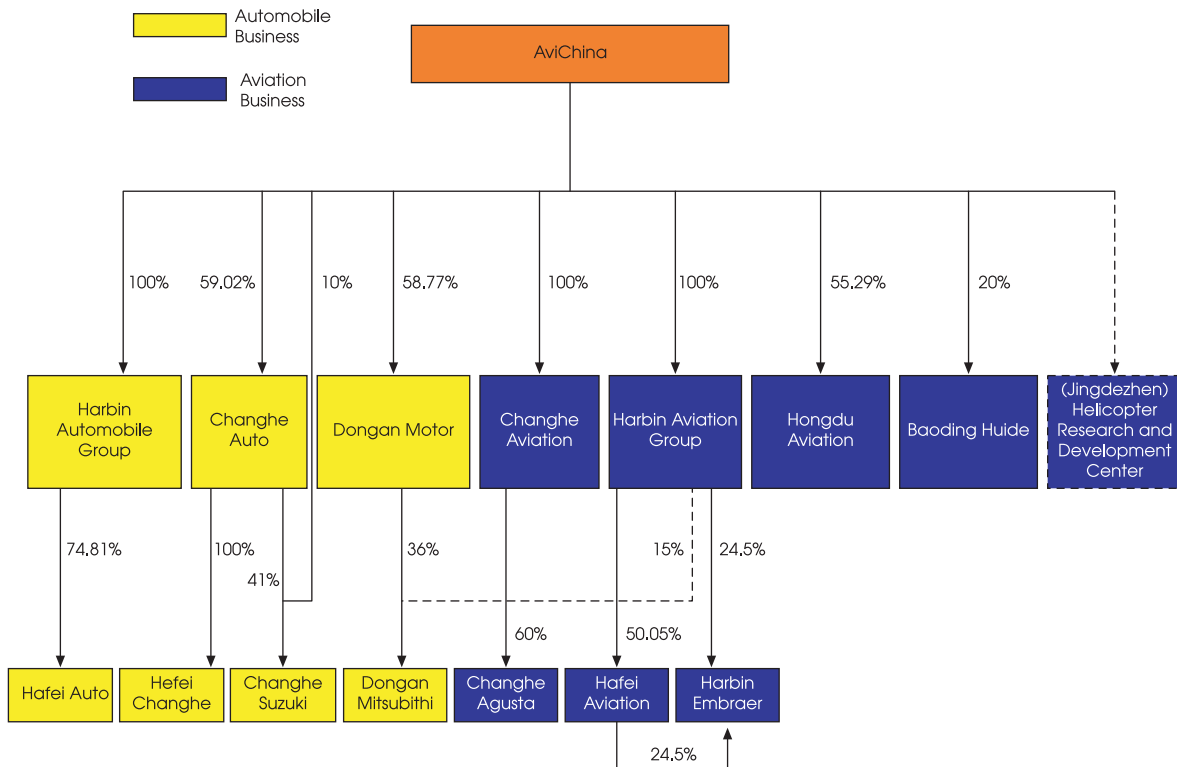 Automobile
Business
Aviation
Business
AviChina
100%
59.02%
10%
58.77%
100%
100%
55.29%
20%
Harbin
Automobile
Group
Changhe
Auto
Dongan Motor
Changhe
Aviation
Harbin Aviation
Group
Hongdu
Aviation
Baoding Huide
(Jingdezhen)
Helicopter
Research and
Development
Center
74.81%
100%
41%
36%
15%
24.5%
60%
50.05%
Hafei Auto
Hefei
Changhe
Changhe
Suzuki
Dongan
Mitsubithi
Changhe
Agusta
Hafei
Aviation
Harbin
Embraer
24.5%